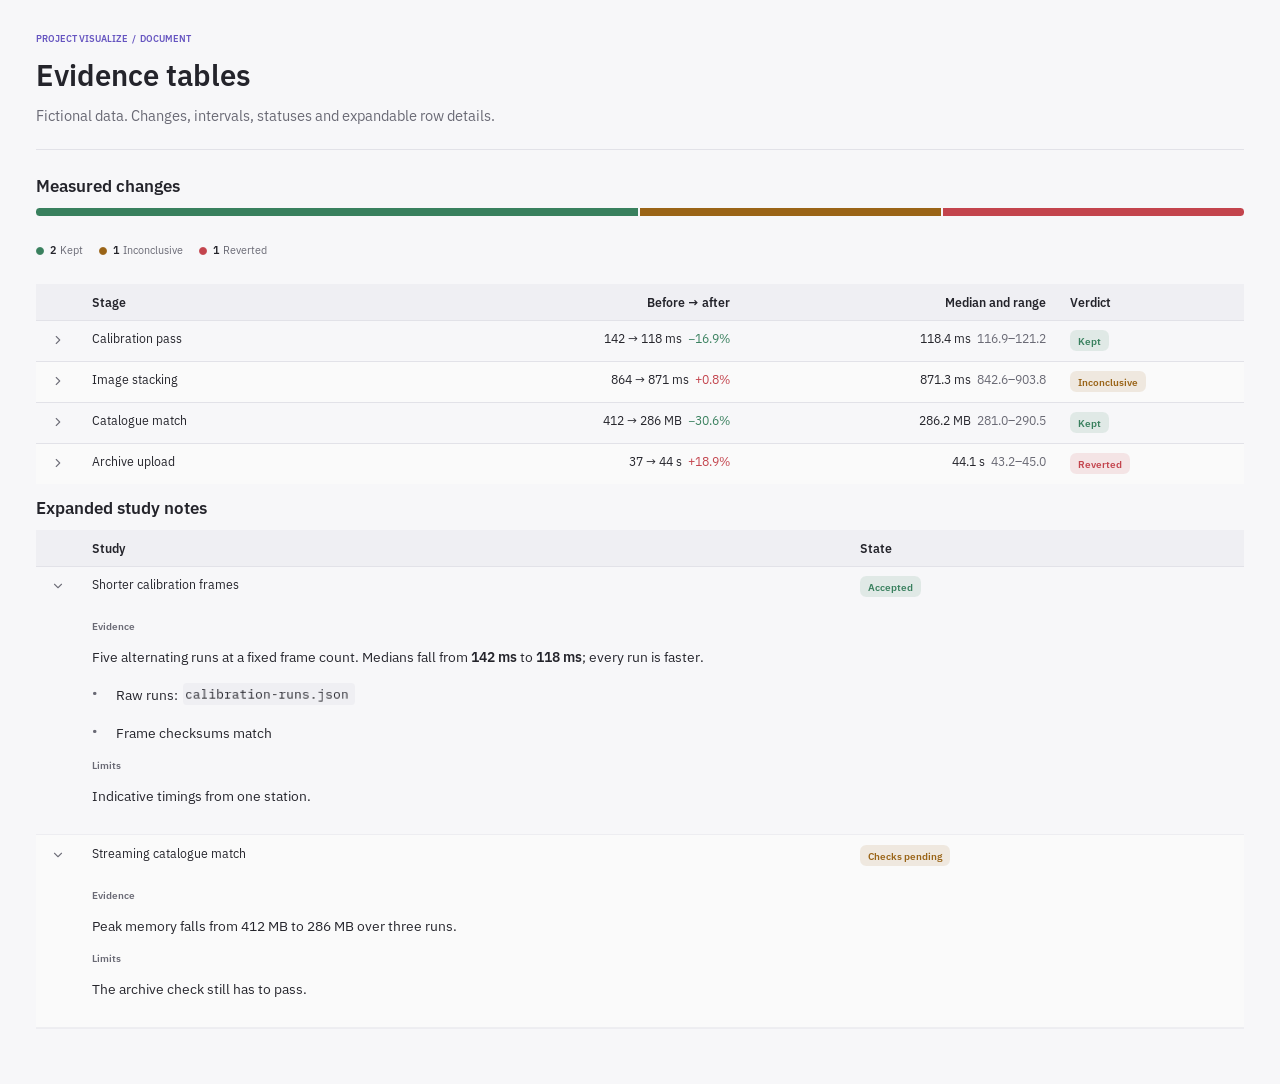 PROJECT VISUALIZE / DOCUMENT
Evidence tables
Fictional data. Changes, intervals, statuses and expandable row details.
Measured changes
2 Kept 1 Inconclusive 1 Reverted
Stage Before → after Median and range Verdict
Calibration pass 142 → 118 ms −16.9% 118.4 ms 116.9–121.2 Kept
Image stacking 864 → 871 ms +0.8% 871.3 ms 842.6–903.8 Inconclusive
Catalogue match 412 → 286 MB −30.6% 286.2 MB 281.0–290.5 Kept
Archive upload 37 → 44 s +18.9% 44.1 s 43.2–45.0 Reverted
Expanded study notes
Study State
Shorter calibration frames Accepted
Evidence
Five alternating runs at a fixed frame count. Medians fall from 142 ms to 118 ms; every run is faster.
• Raw runs: calibration-runs.json
• Frame checksums match
Limits
Indicative timings from one station.
Streaming catalogue match Checks pending
Evidence
Peak memory falls from 412 MB to 286 MB over three runs.
Limits
The archive check still has to pass.